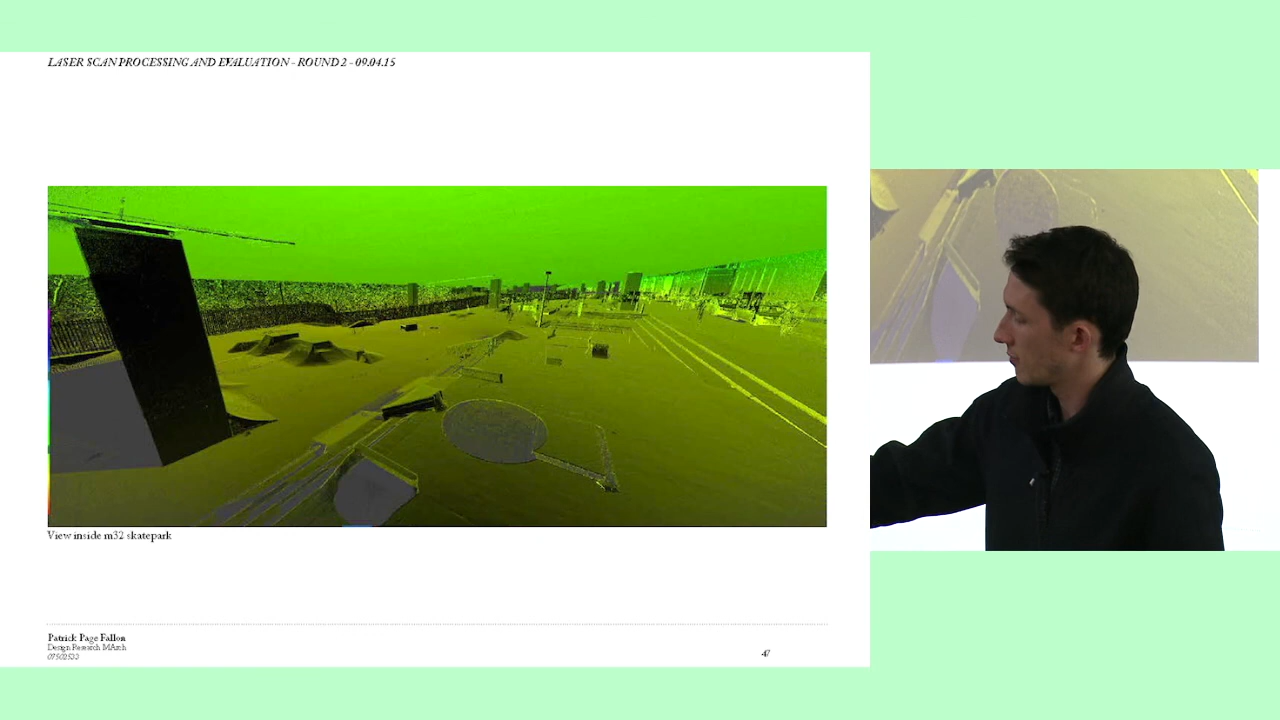 LASER SCAN PROCESSING AND EVALUATION - ROUND 2 - 09.04.15
View inside m32 skatepark
Patrick Page Fallon
Design Research MArch
47